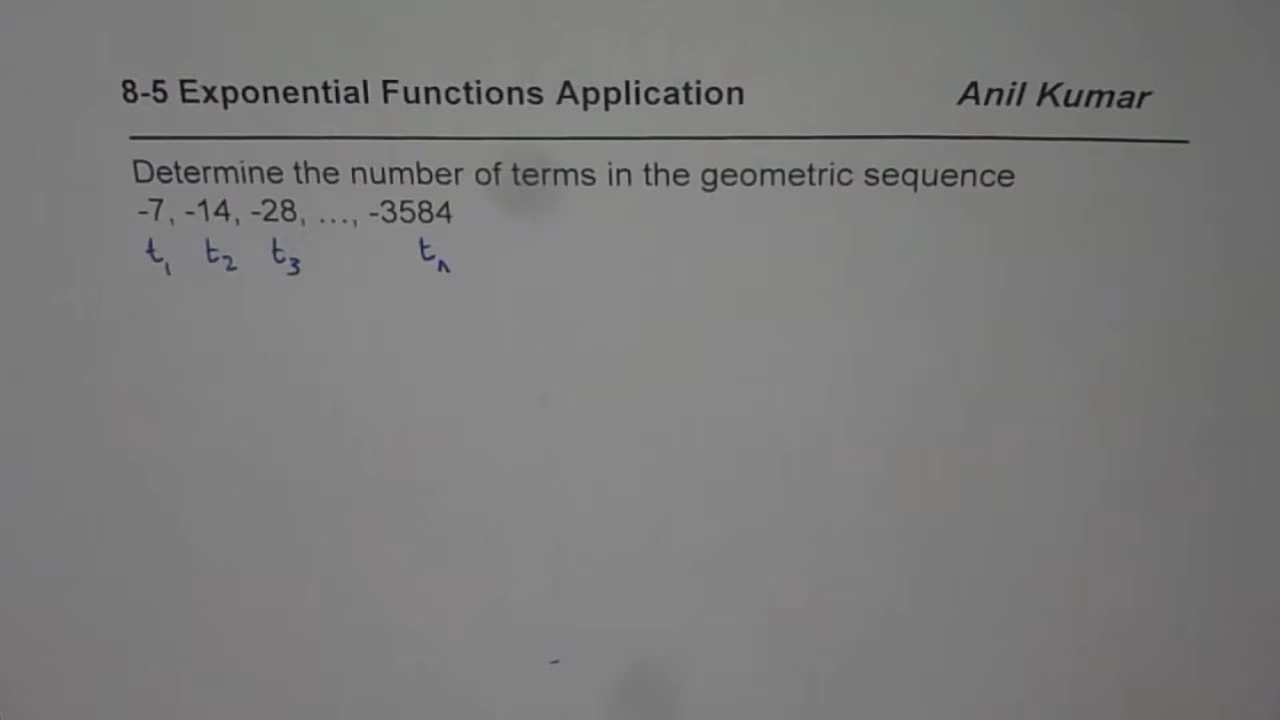 8-5 Exponential Functions Application Anil Kumar
Determine the number of terms in the geometric sequence
-7, -14, -28, ..., -3584
t₁ t₂ t₃ tₙ